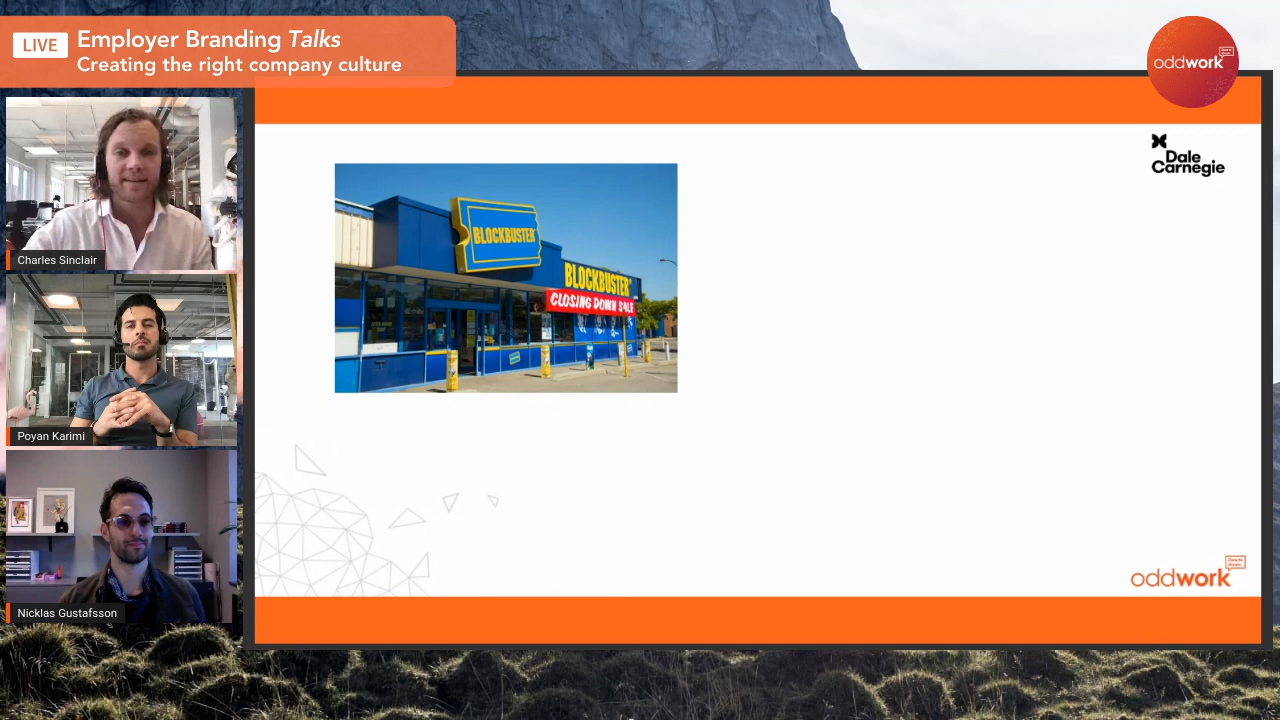 LIVE
Employer Branding Talks
Creating the right company culture
oddwork
Charles Sinclair
Poyan Karimi
Nicklas Gustafsson
Dale
Carnegie
BLOCKBUSTER
BLOCKBUSTER
CLOSING DOWN SALE
oddwork